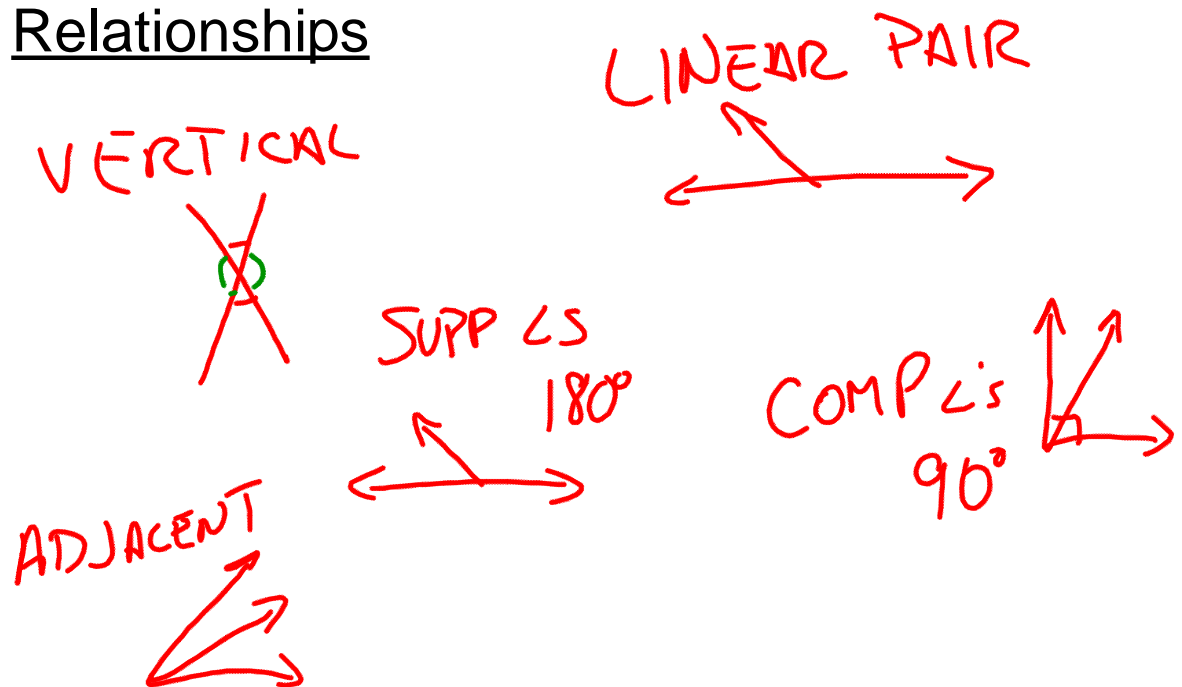 Relationships
LINEAR PAIR
VERTICAL
SUPP ∠S
180°
COMP ∠'s
90°
ADJACENT